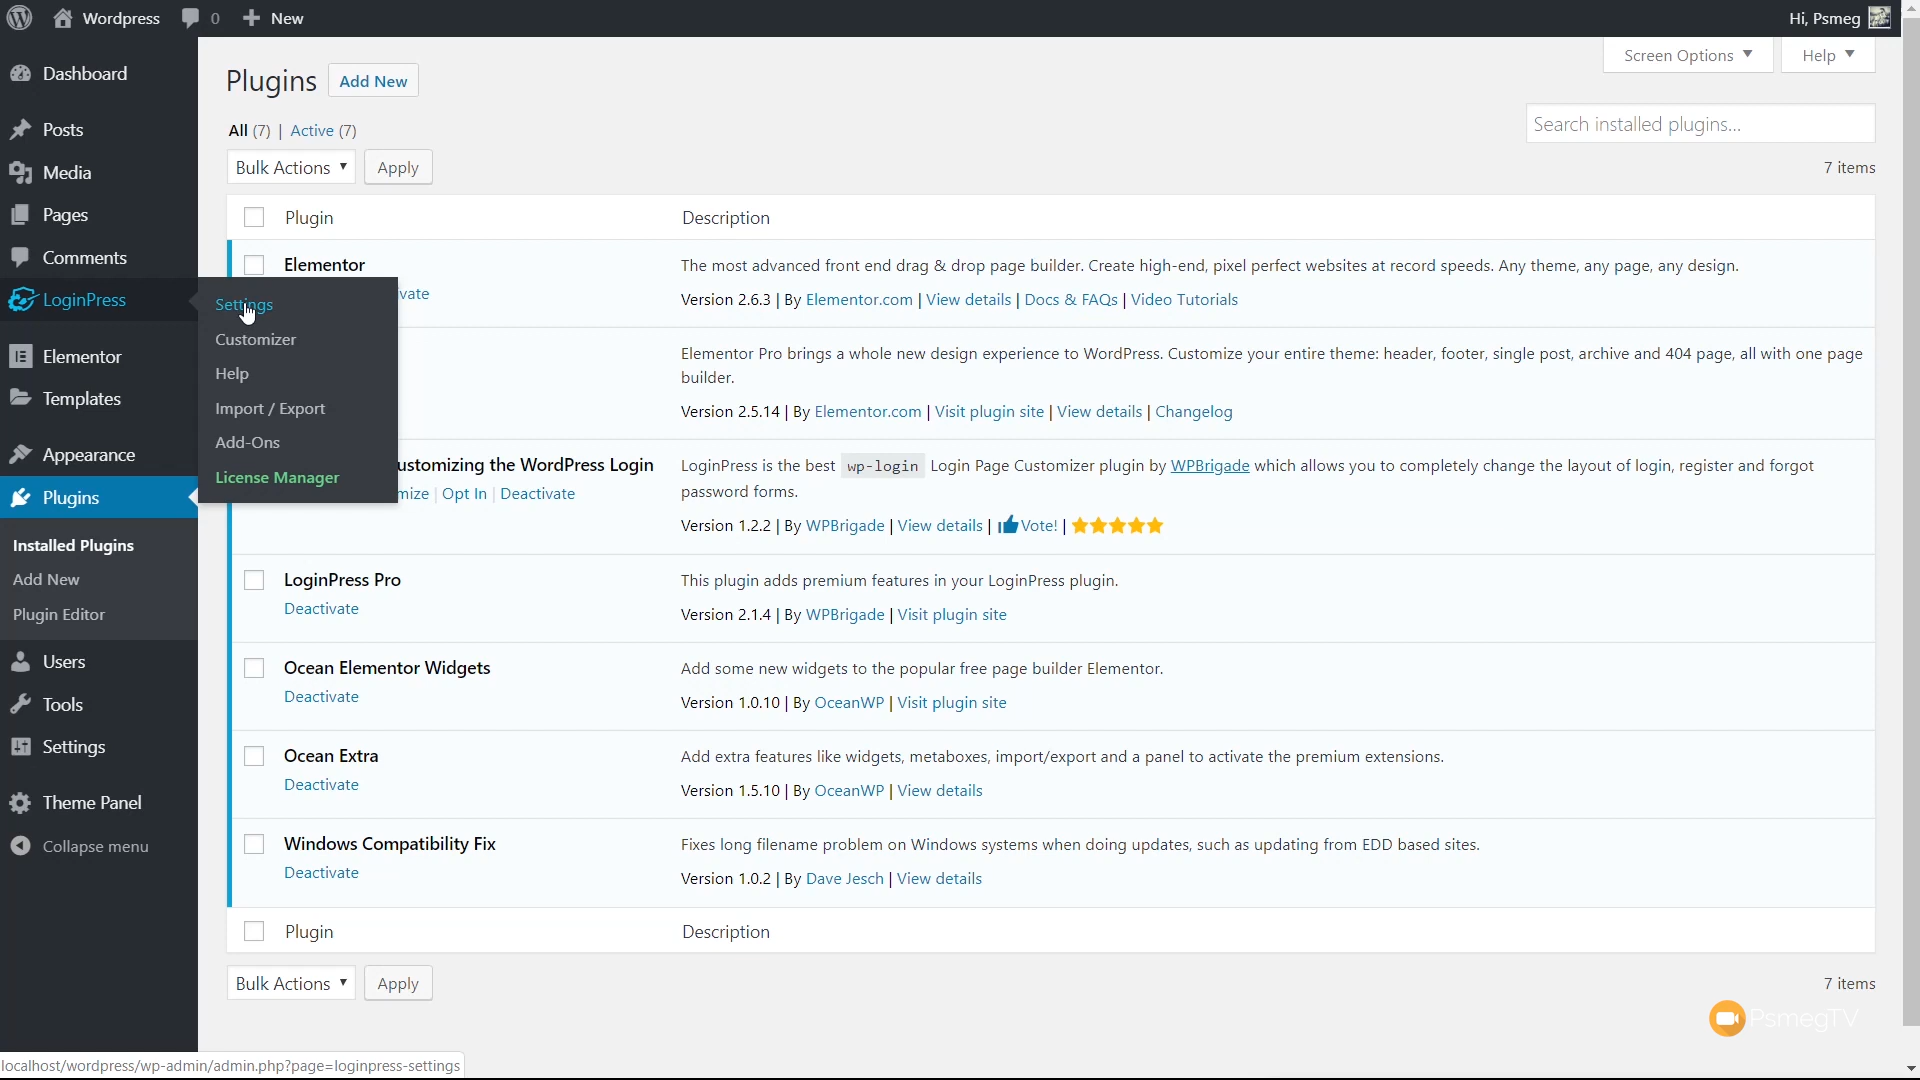 Wordpress 0 New
Hi, Psmeg
Dashboard
Posts
Media
Pages
Comments
LoginPress
Elementor
Templates
Appearance
Plugins
Installed Plugins
Add New
Plugin Editor
Users
Tools
Settings
Theme Panel
Collapse menu
Settings
Customizer
Help
Import / Export
Add-Ons
License Manager
Screen Options ▼ Help ▼
Plugins Add New
All (7) | Active (7)
Search installed plugins...
Bulk Actions Apply
7 items
Plugin Description
Elementor
vate
The most advanced front end drag & drop page builder. Create high-end, pixel perfect websites at record speeds. Any theme, any page, any design.
Version 2.6.3 | By Elementor.com | View details | Docs & FAQs | Video Tutorials
Elementor Pro brings a whole new design experience to WordPress. Customize your entire theme: header, footer, single post, archive and 404 page, all with one page
builder.
Version 2.5.14 | By Elementor.com | Visit plugin site | View details | Changelog
ustomizing the WordPress Login
mize | Opt In | Deactivate
LoginPress is the best wp-login Login Page Customizer plugin by WPBrigade which allows you to completely change the layout of login, register and forgot
password forms.
Version 1.2.2 | By WPBrigade | View details | Vote! | ★★★★★
LoginPress Pro
Deactivate
This plugin adds premium features in your LoginPress plugin.
Version 2.1.4 | By WPBrigade | Visit plugin site
Ocean Elementor Widgets
Deactivate
Add some new widgets to the popular free page builder Elementor.
Version 1.0.10 | By OceanWP | Visit plugin site
Ocean Extra
Deactivate
Add extra features like widgets, metaboxes, import/export and a panel to activate the premium extensions.
Version 1.5.10 | By OceanWP | View details
Windows Compatibility Fix
Deactivate
Fixes long filename problem on Windows systems when doing updates, such as updating from EDD based sites.
Version 1.0.2 | By Dave Jesch | View details
Plugin Description
Bulk Actions Apply
7 items
PsmegTV
localhost/wordpress/wp-admin/admin.php?page=loginpress-settings